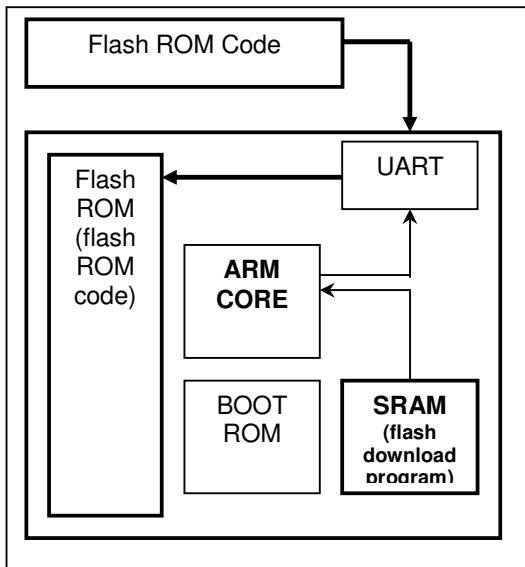 Flash ROM Code
UART
Flash
ROM
(flash
ROM
code)
ARM
CORE
BOOT
ROM
SRAM
(flash
download
program)